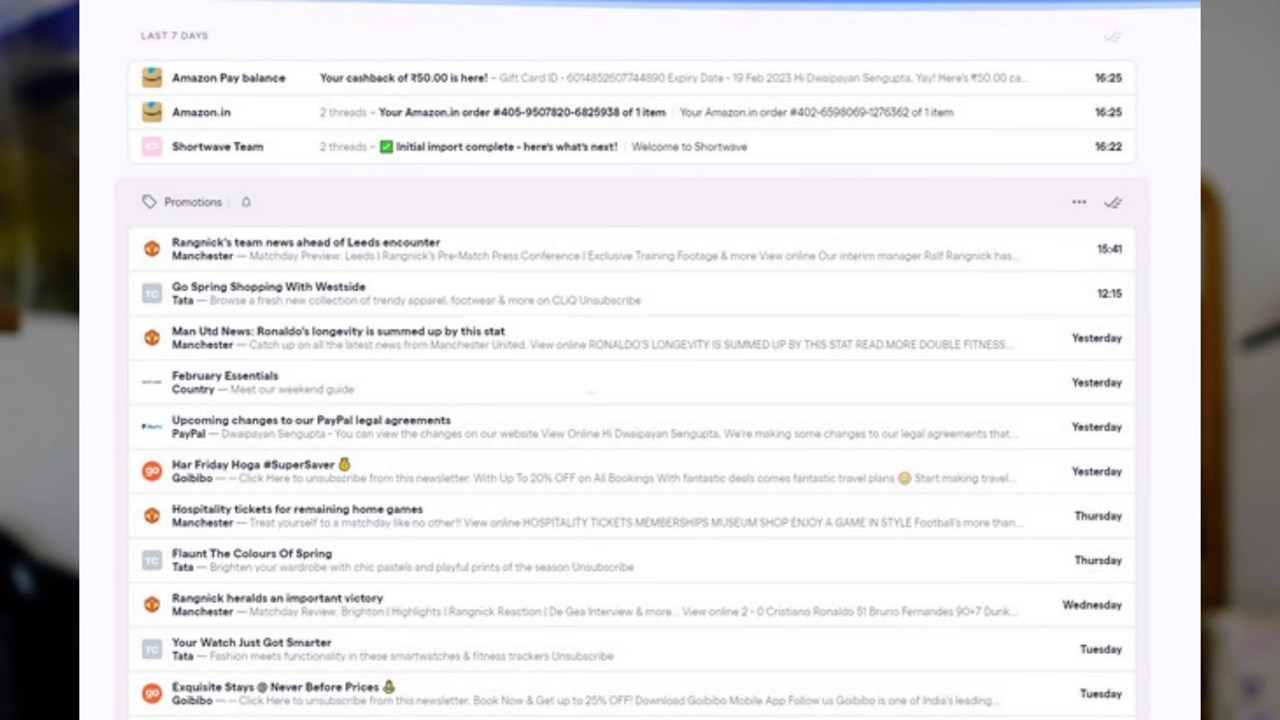 LAST 7 DAYS
Amazon Pay balance Your cashback of ₹50.00 is here! - Gift Card ID - 6014852607744890 Expiry Date - 19 Feb 2023 Hi Dwaipayan Sengupta, Yay! Here's ₹50.00 ca... 16:25
Amazon.in 2 threads - Your Amazon.in order #405-9507820-6825938 of 1 item Your Amazon.in order #402-6598069-1276362 of 1 item 16:25
Shortwave Team 2 threads - ✅ Initial import complete - here's what's next! Welcome to Shortwave 16:22
Promotions
Rangnick's team news ahead of Leeds encounter
Manchester — Matchday Preview: Leeds | Rangnick's Pre-Match Press Conference | Exclusive Training Footage & more View online Our interim manager Ralf Rangnick has... 15:41
Go Spring Shopping With Westside
TC Tata — Browse a fresh new collection of trendy apparel, footwear & more on CLiQ Unsubscribe 12:15
Man Utd News: Ronaldo's longevity is summed up by this stat
Manchester — Catch up on all the latest news from Manchester United. View online RONALDO'S LONGEVITY IS SUMMED UP BY THIS STAT READ MORE DOUBLE FITNESS... Yesterday
February Essentials
Country — Meet our weekend guide Yesterday
Upcoming changes to our PayPal legal agreements
PayPal PayPal — Dwaipayan Sengupta - You can view the changes on our website View Online Hi Dwaipayan Sengupta, We're making some changes to our legal agreements that... Yesterday
Har Friday Hoga #SuperSaver 💰
go Goibibo — -- Click Here to unsubscribe from this newsletter. With Up To 20% OFF on All Bookings With fantastic deals comes fantastic travel plans 😊 Start making travel... Yesterday
Hospitality tickets for remaining home games
Manchester — Treat yourself to a matchday like no other!! View online HOSPITALITY TICKETS MEMBERSHIPS MUSEUM SHOP ENJOY A GAME IN STYLE Football's more than... Thursday
Flaunt The Colours Of Spring
TC Tata — Brighten your wardrobe with chic pastels and playful prints of the season Unsubscribe Thursday
Rangnick heralds an important victory
Manchester — Matchday Review: Brighton | Highlights | Rangnick Reaction | De Gea Interview & more... View online 2 - 0 Cristiano Ronaldo 51 Bruno Fernandes 90+7 Dunk... Wednesday
Your Watch Just Got Smarter
TC Tata — Fashion meets functionality in these smartwatches & fitness trackers Unsubscribe Tuesday
Exquisite Stays @ Never Before Prices
go Goibibo — -- Click Here to unsubscribe from this newsletter. Book Now & Get up to 25% OFF! Download Goibibo Mobile App Follow us Goibibo is one of India's leading... Tuesday